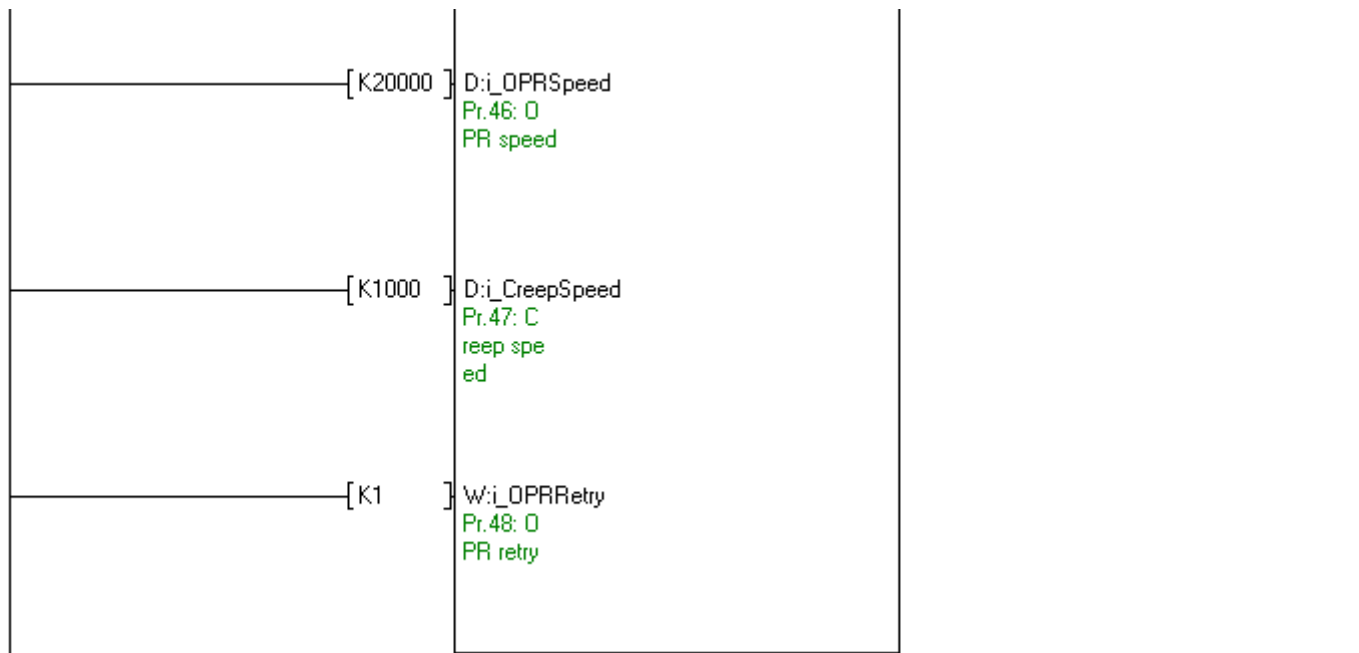 [K20000 ] D:i_OPRSpeed
Pr.46: O
PR speed
[K1000 ] D:i_CreepSpeed
Pr.47: C
reep spe
ed
[K1 ] W:i_OPRRetry
Pr.48: O
PR retry